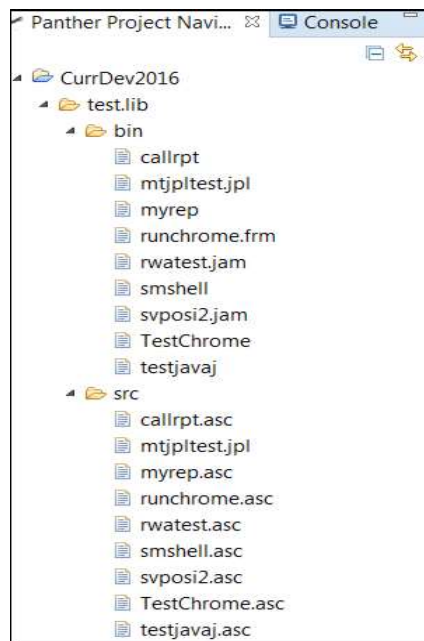 Panther Project Navi... Console
CurrDev2016
test.lib
bin
callrpt
mtjpltest.jpl
myrep
runchrome.frm
rwatest.jam
smshell
svposi2.jam
TestChrome
testjavaj
src
callrpt.asc
mtjpltest.jpl
myrep.asc
runchrome.asc
rwatest.asc
smshell.asc
svposi2.asc
TestChrome.asc
testjavaj.asc